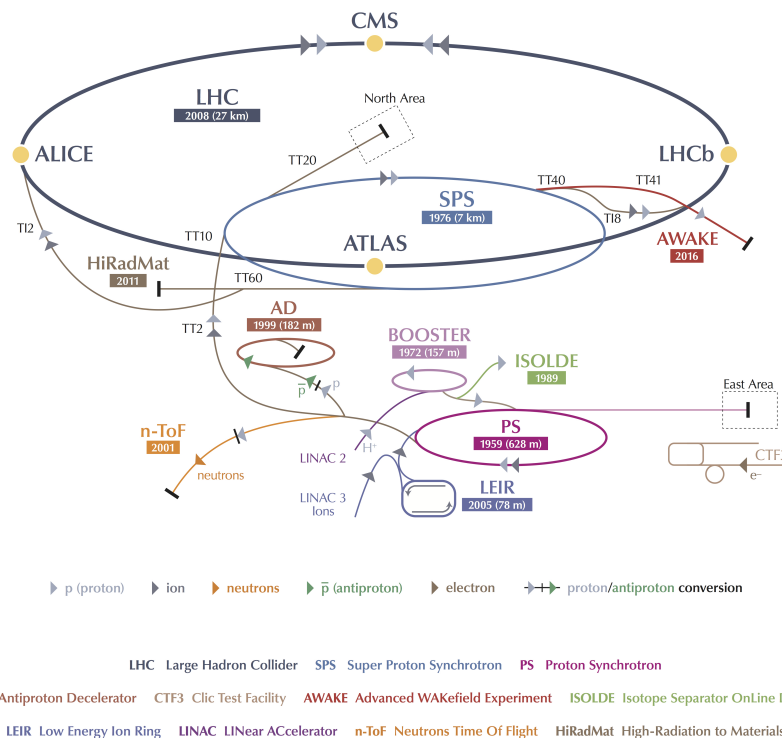 CMS
LHC
2008 (27 km)
North Area
ALICE
TT20
LHCb
TT40
TT41
SPS
1976 (7 km)
TI2
TT10
TI8
ATLAS
AWAKE
2016
HiRadMat
2011
TT60
AD
1999 (182 m)
TT2
BOOSTER
1972 (157 m)
ISOLDE
1989
p̅
p
East Area
n-ToF
2001
PS
1959 (628 m)
H⁺
LINAC 2
neutrons
CTF3
e⁻
LINAC 3
Ions
LEIR
2005 (78 m)
p (proton)
ion
neutrons
p̅ (antiproton)
electron
proton/antiproton conversion
LHC Large Hadron Collider SPS Super Proton Synchrotron PS Proton Synchrotron
Antiproton Decelerator CTF3 Clic Test Facility AWAKE Advanced WAKefield Experiment ISOLDE Isotope Separator OnLine
LEIR Low Energy Ion Ring LINAC LINear ACcelerator n-ToF Neutrons Time Of Flight HiRadMat High-Radiation to Materials